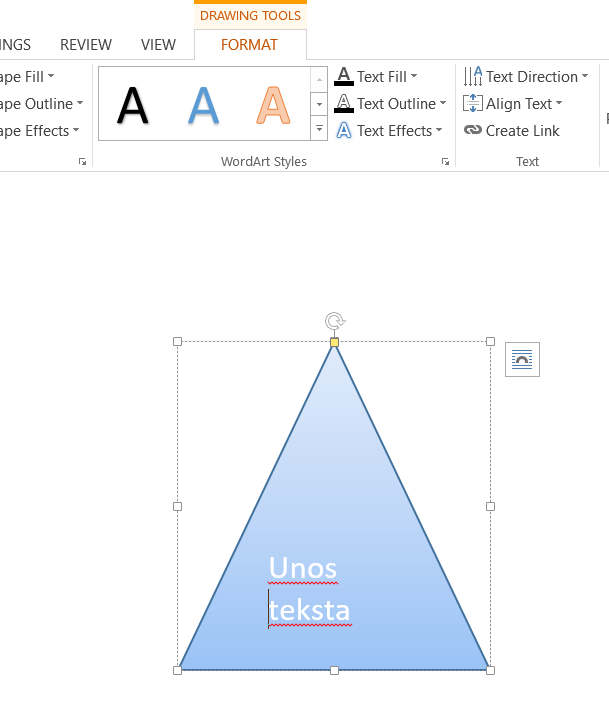 DRAWING TOOLS
INGS REVIEW VIEW FORMAT
ape Fill
ape Outline
ape Effects
A A A
Text Fill
Text Outline
Text Effects
WordArt Styles
Text Direction
Align Text
Create Link
Text
Unos
teksta